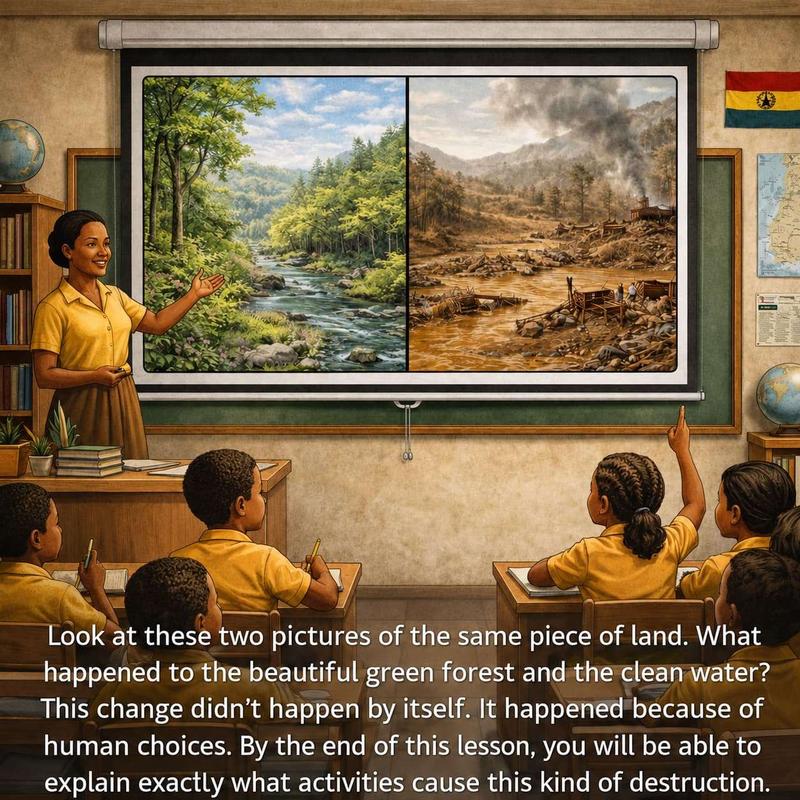 Look at these two pictures of the same piece of land. What
happened to the beautiful green forest and the clean water?
This change didn’t happen by itself. It happened because of
human choices. By the end of this lesson, you will be able to
explain exactly what activities cause this kind of destruction.